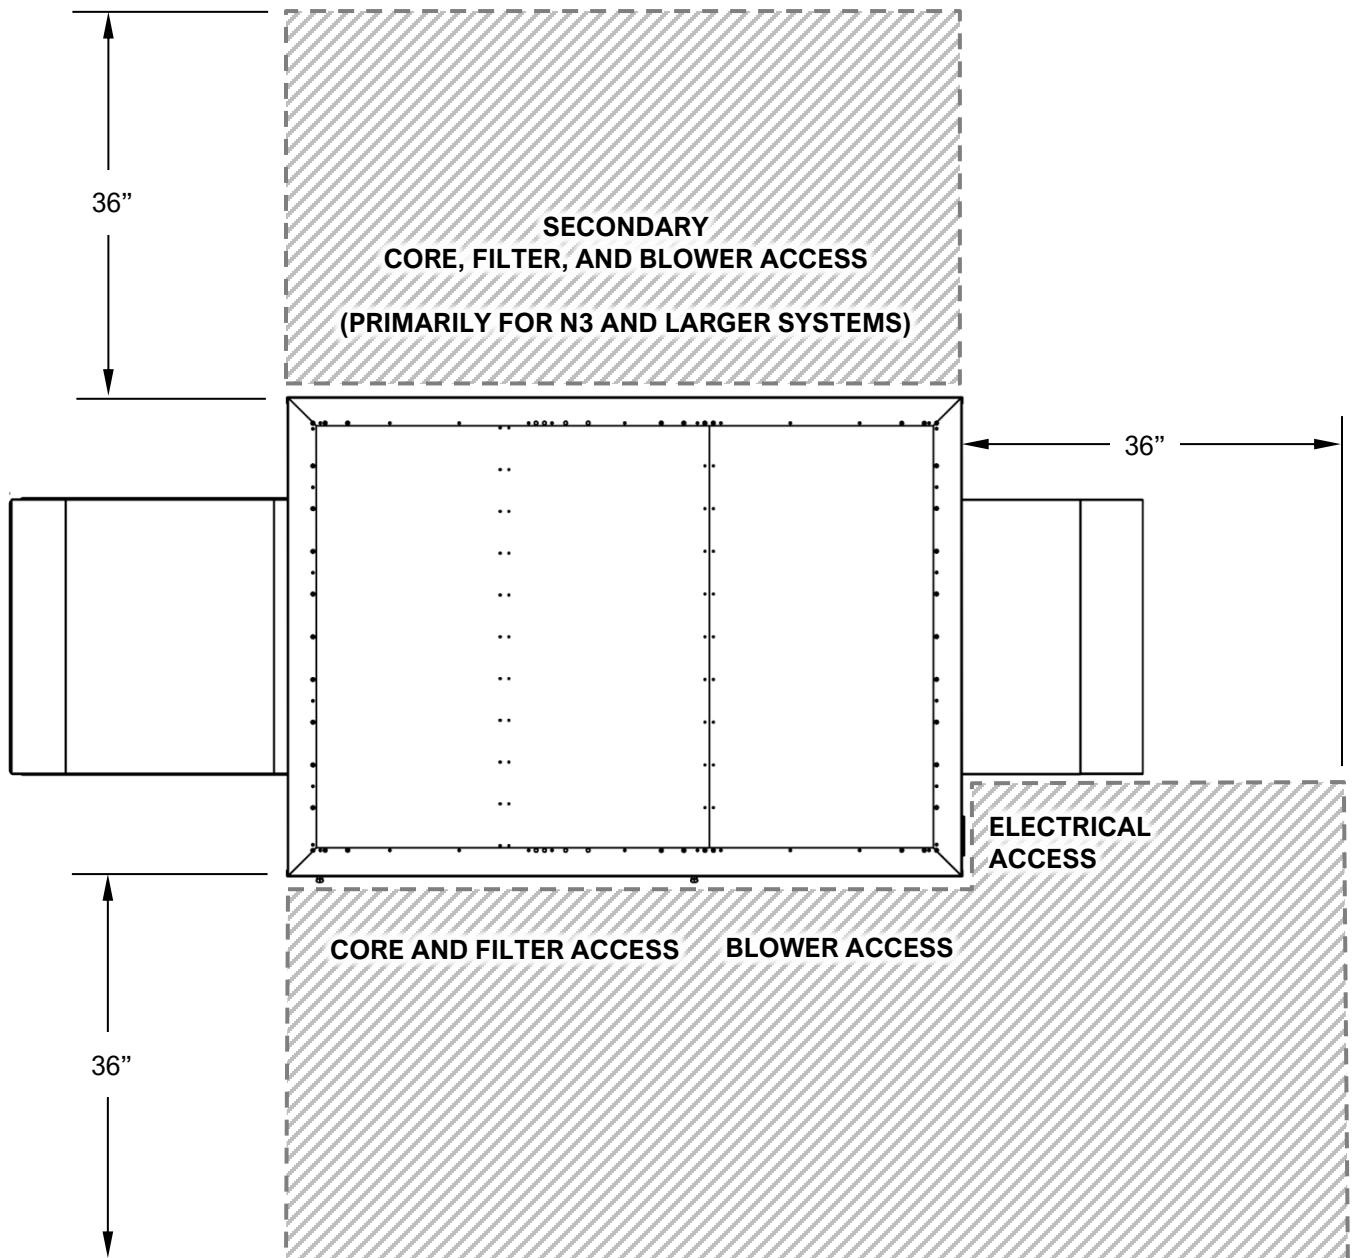 36”
SECONDARY
CORE, FILTER, AND BLOWER ACCESS
(PRIMARILY FOR N3 AND LARGER SYSTEMS)
36”
ELECTRICAL
ACCESS
CORE AND FILTER ACCESS
BLOWER ACCESS
36”